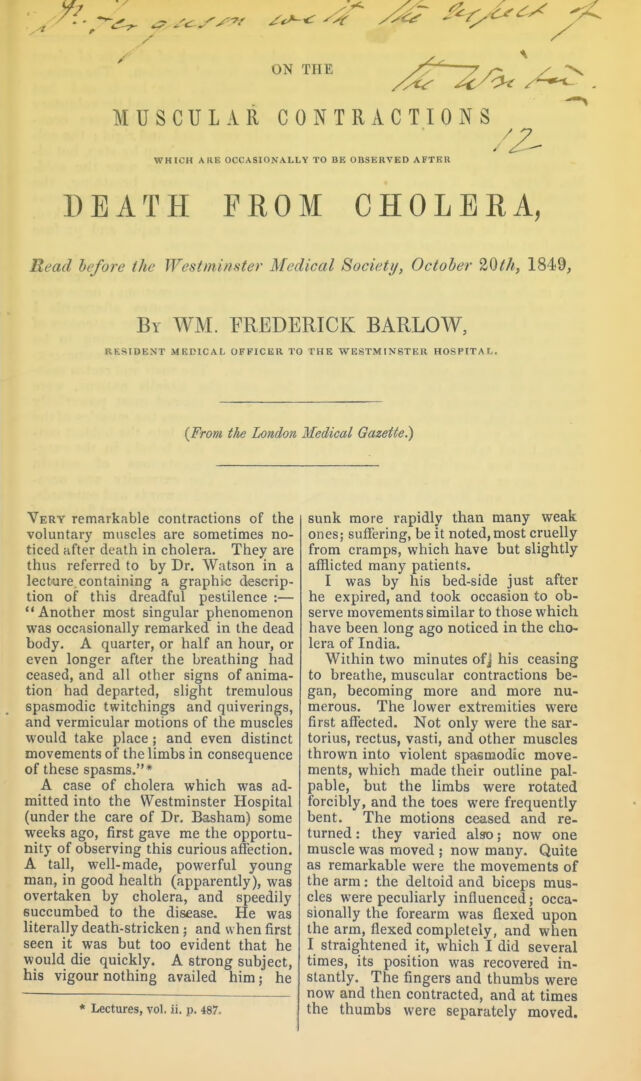 Dr. Ferguson with the respect of
the Writer.
12
ON THE
MUSCULAR CONTRACTIONS
WHICH ARE OCCASIONALLY TO BE OBSERVED AFTER
DEATH FROM CHOLERA,
Read before the Westminster Medical Society, October 20th, 1849,
By WM. FREDERICK BARLOW,
RESIDENT MEDICAL OFFICER TO THE WESTMINSTER HOSPITAL.
(From the London Medical Gazette.)
VERY remarkable contractions of the
voluntary muscles are sometimes no-
ticed after death in cholera. They are
thus referred to by Dr. Watson in a
lecture containing a graphic descrip-
tion of this dreadful pestilence :—
"Another most singular phenomenon
was occasionally remarked in the dead
body. A quarter, or half an hour, or
even longer after the breathing had
ceased, and all other signs of anima-
tion had departed, slight tremulous
spasmodic twitchings and quiverings,
and vermicular motions of the muscles
would take place; and even distinct
movements of the limbs in consequence
of these spasms."*
A case of cholera which was ad-
mitted into the Westminster Hospital
(under the care of Dr. Basham) some
weeks ago, first gave me the opportu-
nity of observing this curious affection.
A tall, well-made, powerful young
man, in good health (apparently), was
overtaken by cholera, and speedily
succumbed to the disease. He was
literally death-stricken; and when first
seen it was but too evident that he
would die quickly. A strong subject,
his vigour nothing availed him; he
* Lectures, vol. ii. p. 487.
sunk more rapidly than many weak
ones; suffering, be it noted, most cruelly
from cramps, which have but slightly
afflicted many patients.
I was by his bed-side just after
he expired, and took occasion to ob-
serve movements similar to those which
have been long ago noticed in the cho-
lera of India.
Within two minutes of his ceasing
to breathe, muscular contractions be-
gan, becoming more and more nu-
merous. The lower extremities were
first affected. Not only were the sar-
torius, rectus, vasti, and other muscles
thrown into violent spasmodic move-
ments, which made their outline pal-
pable, but the limbs were rotated
forcibly, and the toes were frequently
bent. The motions ceased and re-
turned: they varied also; now one
muscle was moved; now many. Quite
as remarkable were the movements of
the arm: the deltoid and biceps mus-
cles were peculiarly influenced; occa-
sionally the forearm was flexed upon
the arm, flexed completely, and when
I straightened it, which I did several
times, its position was recovered in-
stantly. The fingers and thumbs were
now and then contracted, and at times
the thumbs were separately moved.